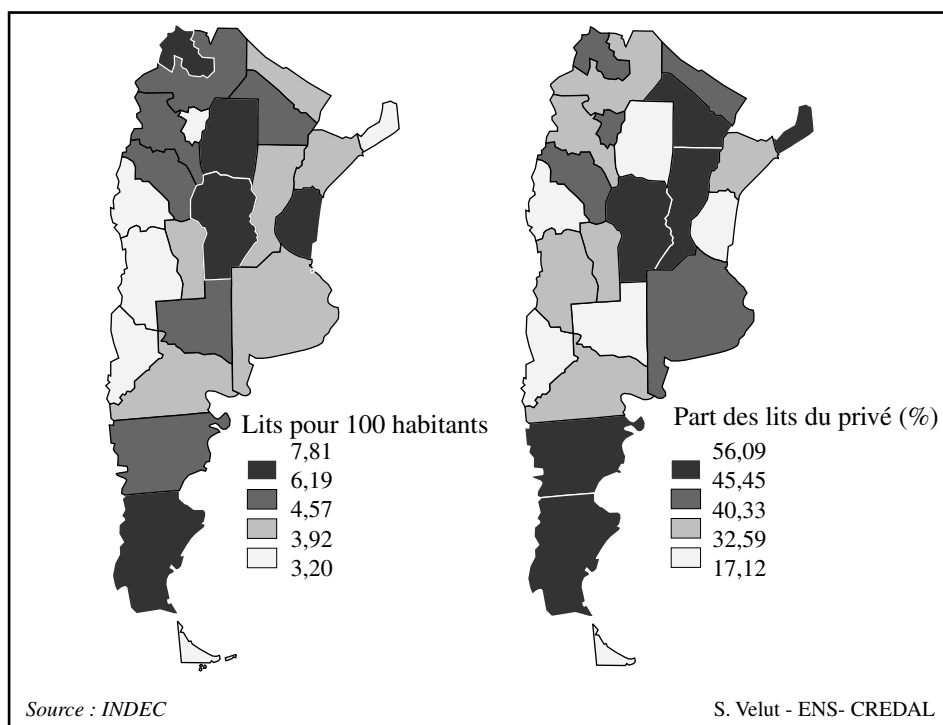 Lits pour 100 habitants
7,81
6,19
4,57
3,92
3,20
Part des lits du privé (%)
56,09
45,45
40,33
32,59
17,12
Source : INDEC
S. Velut - ENS- CREDAL